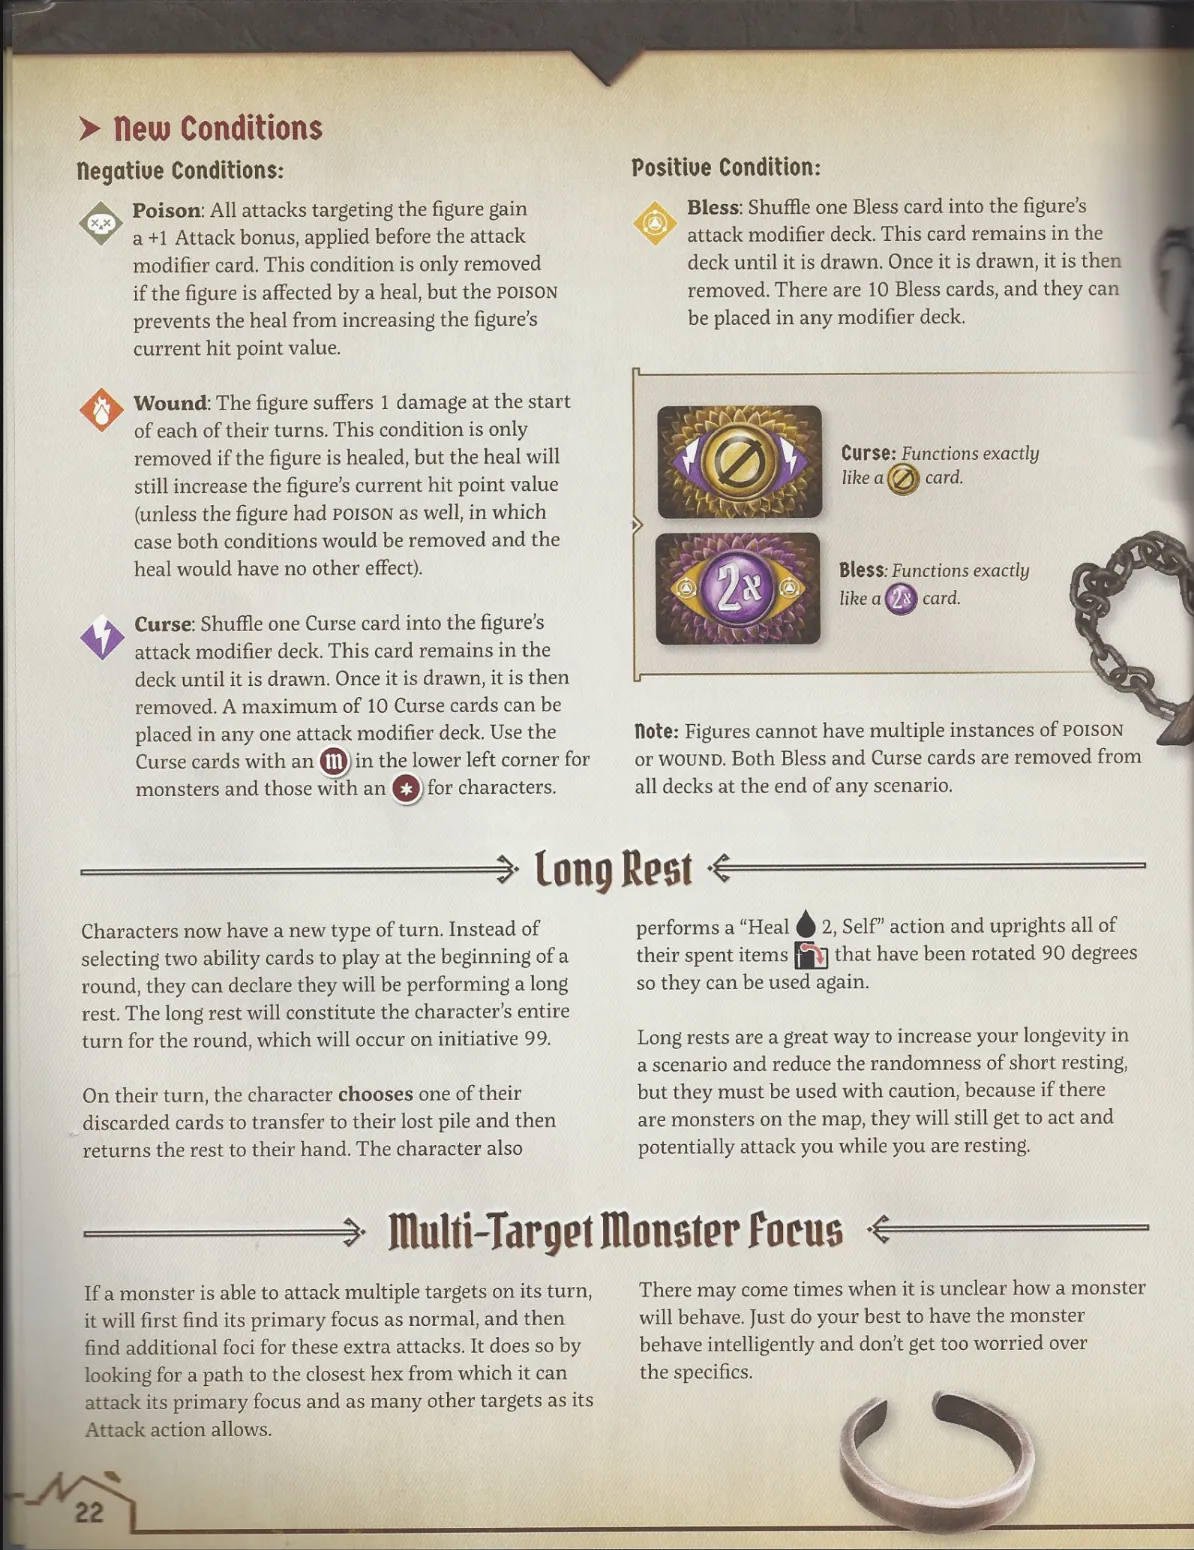 New Conditions
Negative Conditions:
Poison: All attacks targeting the figure gain
a +1 Attack bonus, applied before the attack
modifier card. This condition is only removed
if the figure is affected by a heal, but the POISON
prevents the heal from increasing the figure's
current hit point value.
Wound: The figure suffers 1 damage at the start
of each of their turns. This condition is only
removed if the figure is healed, but the heal will
still increase the figure's current hit point value
(unless the figure had POISON as well, in which
case both conditions would be removed and the
heal would have no other effect).
Curse: Shuffle one Curse card into the figure's
attack modifier deck. This card remains in the
deck until it is drawn. Once it is drawn, it is then
removed. A maximum of 10 Curse cards can be
placed in any one attack modifier deck. Use the
Curse cards with an m in the lower left corner for
monsters and those with an * for characters.
Positive Condition:
Bless: Shuffle one Bless card into the figure's
attack modifier deck. This card remains in the
deck until it is drawn. Once it is drawn, it is then
removed. There are 10 Bless cards, and they can
be placed in any modifier deck.
Curse: Functions exactly
like a card.
2x
Bless: Functions exactly
like a 2x card.
Note: Figures cannot have multiple instances of POISON
or WOUND. Both Bless and Curse cards are removed from
all decks at the end of any scenario.
Long Rest
Characters now have a new type of turn. Instead of
selecting two ability cards to play at the beginning of a
round, they can declare they will be performing a long
rest. The long rest will constitute the character's entire
turn for the round, which will occur on initiative 99.
On their turn, the character chooses one of their
discarded cards to transfer to their lost pile and then
returns the rest to their hand. The character also
performs a "Heal 2, Self" action and uprights all of
their spent items that have been rotated 90 degrees
so they can be used again.
Long rests are a great way to increase your longevity in
a scenario and reduce the randomness of short resting,
but they must be used with caution, because if there
are monsters on the map, they will still get to act and
potentially attack you while you are resting.
Multi-Target Monster Focus
If a monster is able to attack multiple targets on its turn,
it will first find its primary focus as normal, and then
find additional foci for these extra attacks. It does so by
looking for a path to the closest hex from which it can
attack its primary focus and as many other targets as its
Attack action allows.
There may come times when it is unclear how a monster
will behave. Just do your best to have the monster
behave intelligently and don't get too worried over
the specifics.
22